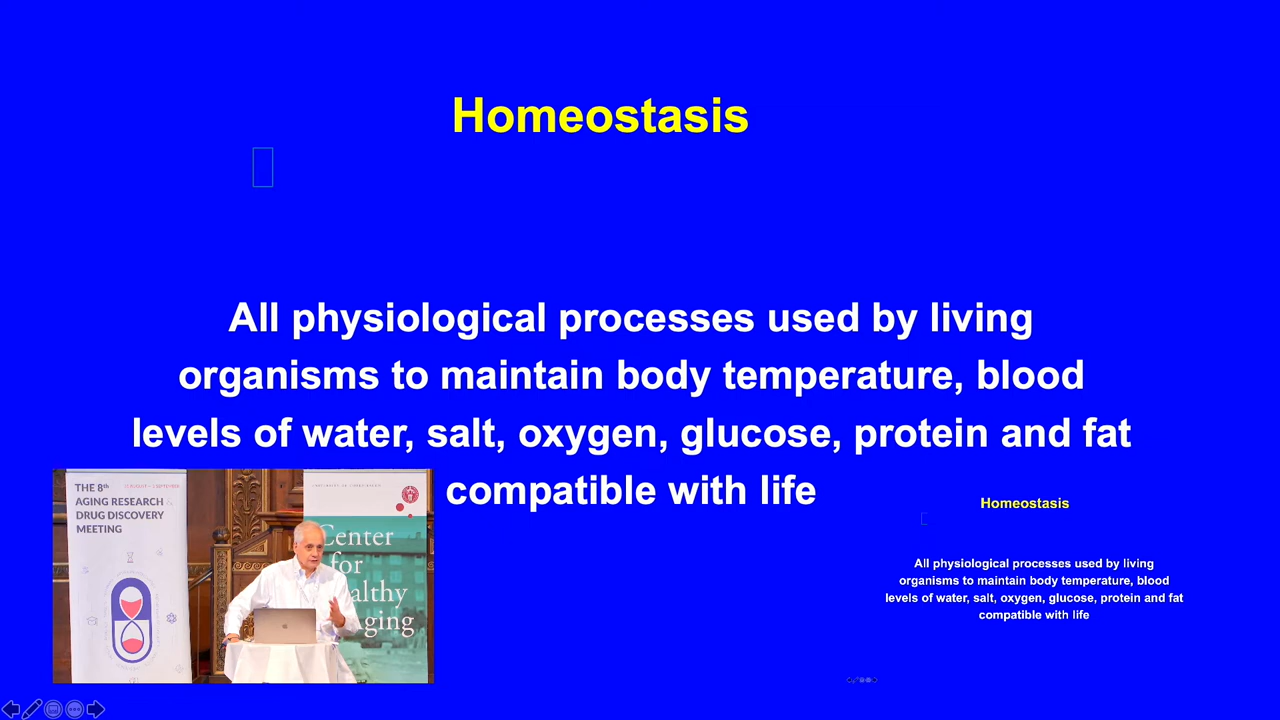 Homeostasis
All physiological processes used by living
organisms to maintain body temperature, blood
levels of water, salt, oxygen, glucose, protein and fat
compatible with life
THE 8th
AGING RESEARCH &
DRUG DISCOVERY
MEETING
Center
for
althy
ging
Homeostasis
All physiological processes used by living
organisms to maintain body temperature, blood
levels of water, salt, oxygen, glucose, protein and fat
compatible with life